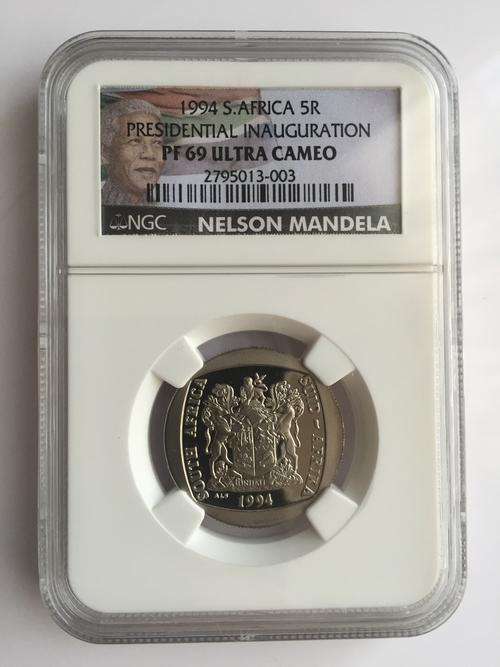 1994 S.AFRICA 5R
PRESIDENTIAL INAUGURATION
PF 69 ULTRA CAMEO
2795013-003
NGC NELSON MANDELA
SOUTH AFRICA
SUID - AFRIKA
ALS
1994